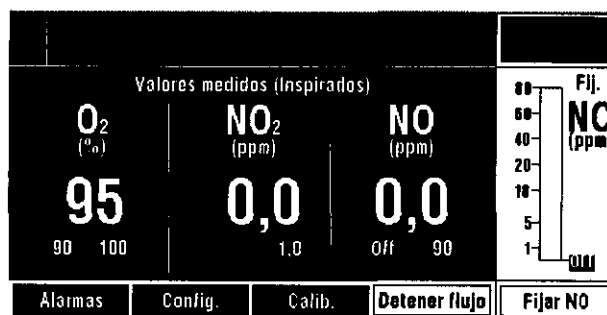 Valores medidos (Inspirados)
O2 NO2 NO
(%) (ppm) (ppm)
95 0,0 0,0
90 100 1.0 Off 90
Fij.
NO
(ppm)
80
60
40
20
10
5
1
Off
Alarmas Config. Calib. Detener flujo Fijar NO